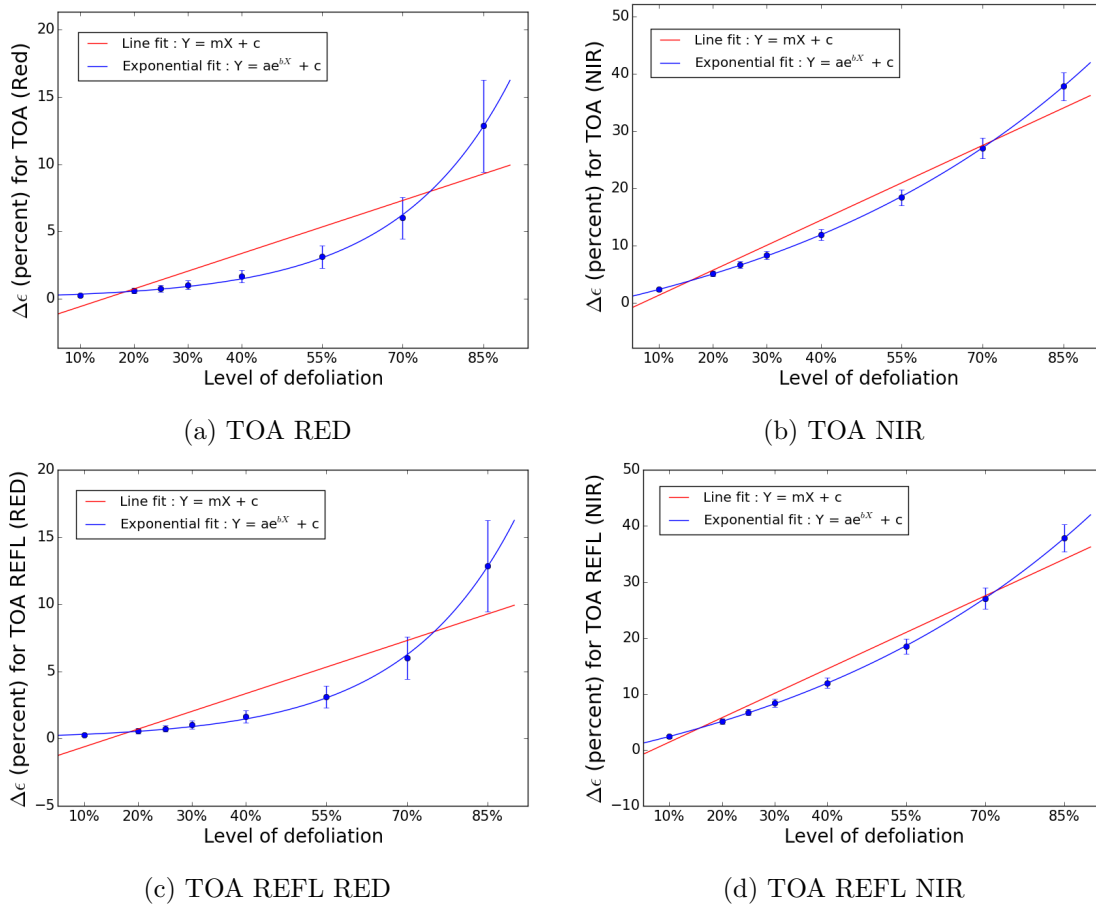 20
15
10
5
0
Δϵ (percent) for TOA (Red)
Line fit : Y = mX + c
Exponential fit : Y = ae^{bX} + c
10% 20% 30% 40% 55% 70% 85%
Level of defoliation
(a) TOA RED
50
40
30
20
10
0
Δϵ (percent) for TOA (NIR)
Line fit : Y = mX + c
Exponential fit : Y = ae^{bX} + c
10% 20% 30% 40% 55% 70% 85%
Level of defoliation
(b) TOA NIR
20
15
10
5
0
−5
Δϵ (percent) for TOA REFL (RED)
Line fit : Y = mX + c
Exponential fit : Y = ae^{bX} + c
10% 20% 30% 40% 55% 70% 85%
Level of defoliation
(c) TOA REFL RED
50
40
30
20
10
0
−10
Δϵ (percent) for TOA REFL (NIR)
Line fit : Y = mX + c
Exponential fit : Y = ae^{bX} + c
10% 20% 30% 40% 55% 70% 85%
Level of defoliation
(d) TOA REFL NIR